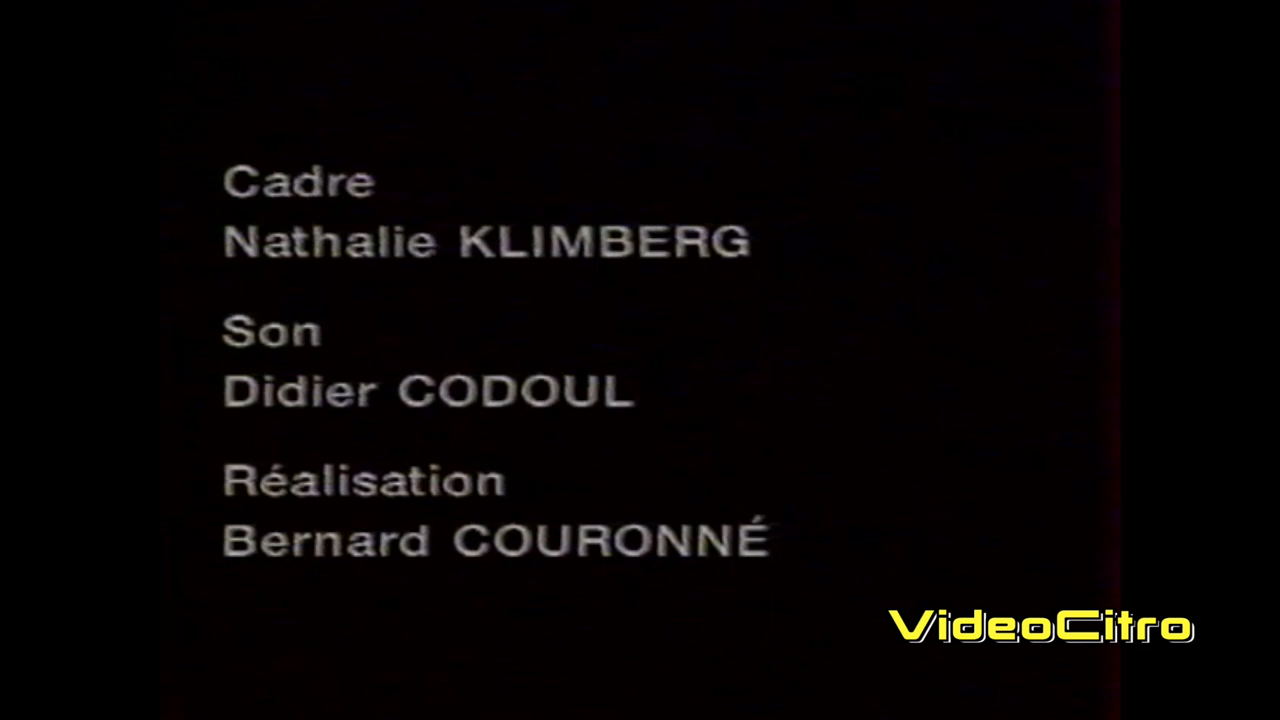 Cadre
Nathalie KLIMBERG
Son
Didier CODOUL
Réalisation
Bernard COURONNÉ
VideoCitro